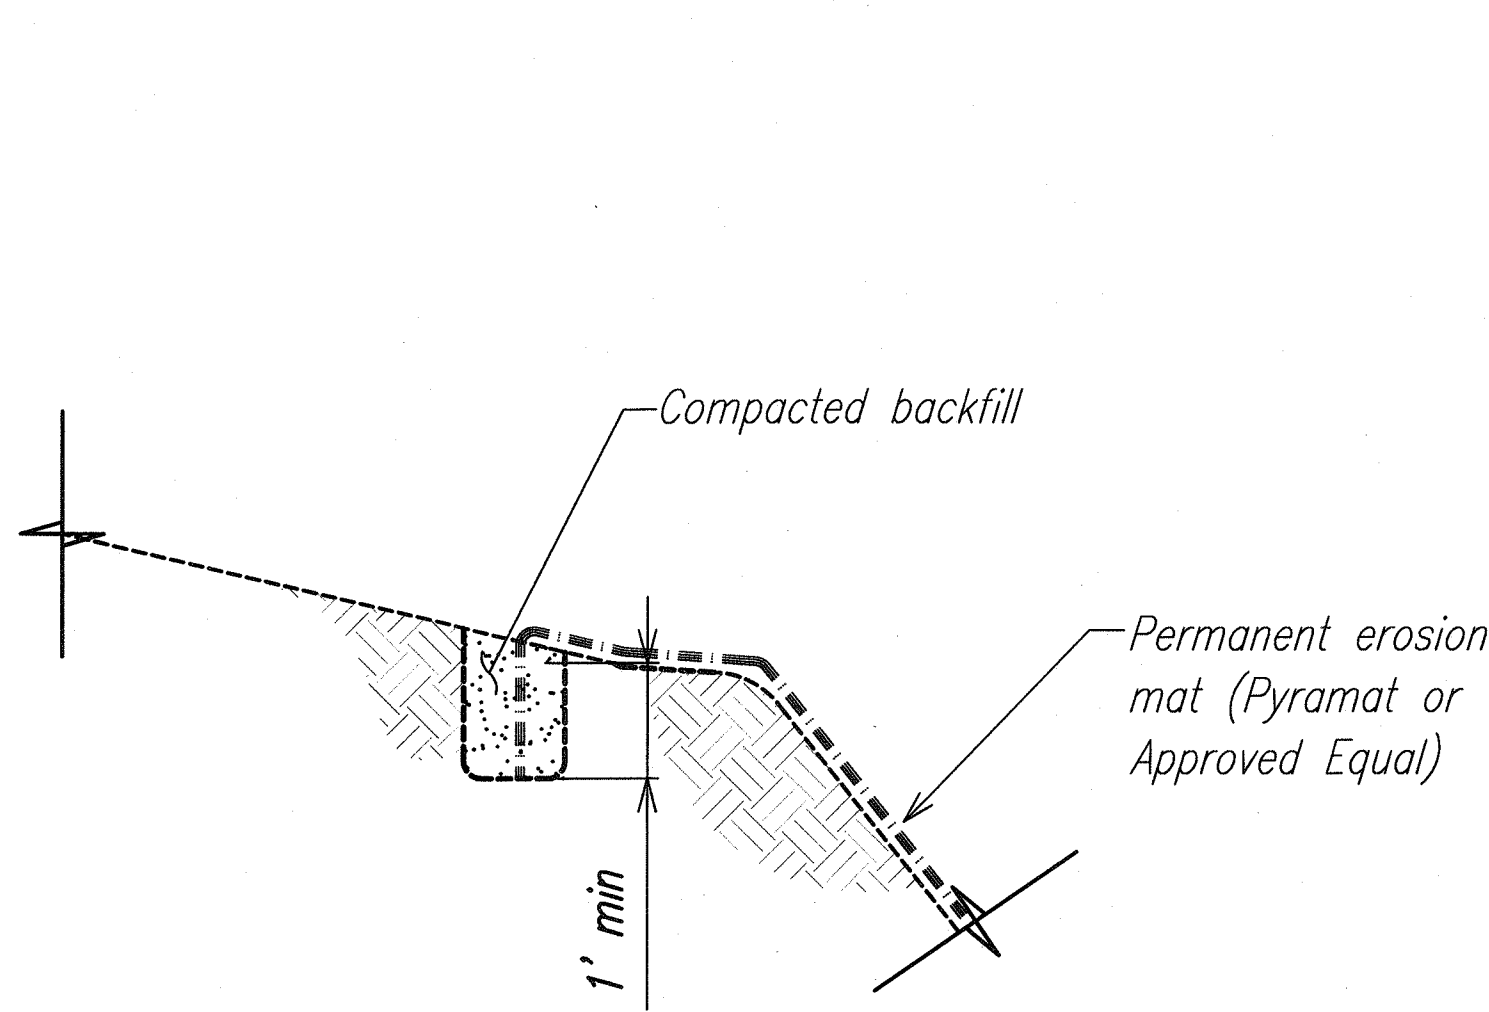 Compacted backfill
Permanent erosion
mat (Pyramat or
Approved Equal)
1' min